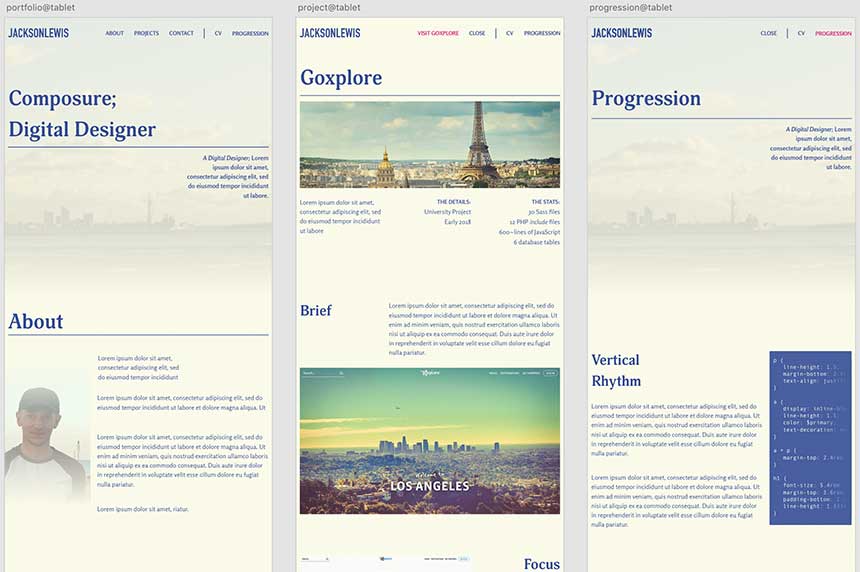 portfolio@tablet
JACKSONLEWIS
ABOUT PROJECTS CONTACT | CV PROGRESSION
Composure;
Digital Designer
A Digital Designer; Lorem
ipsum dolor sit amet,
consectetur adipiscing elit, sed
do eiusmod tempor incididunt
ut labore.
About
Lorem ipsum dolor sit amet,
consectetur adipiscing elit, sed
do eiusmod tempor incididunt
Lorem ipsum dolor sit amet, consectetur adipiscing elit, sed do
eiusmod tempor incididunt ut labore et dolore magna aliqua. Ut
Lorem ipsum dolor sit amet, consectetur adipiscing elit, sed do
eiusmod tempor incididunt ut labore et dolore magna aliqua. Ut
enim ad minim veniam, quis nostrud exercitation ullamco laboris
nisi ut aliquip ex ea commodo consequat. Duis aute irure dolor
in reprehenderit in voluptate velit esse cillum dolore eu fugiat
nulla pariatur.
Lorem ipsum dolor sit amet, riatur.
project@tablet
JACKSONLEWIS
VISIT GOXPLORE CLOSE | CV PROGRESSION
Goxplore
Lorem ipsum dolor sit amet,
consectetur adipiscing elit, sed
do eiusmod tempor incididunt
ut labore
THE DETAILS:
University Project
Early 2018
THE STATS:
30 Sass files
12 PHP include files
600~ lines of JavaScript
6 database tables
Brief
Lorem ipsum dolor sit amet, consectetur adipiscing elit, sed do
eiusmod tempor incididunt ut labore et dolore magna aliqua. Ut
enim ad minim veniam, quis nostrud exercitation ullamco laboris
nisi ut aliquip ex ea commodo consequat. Duis aute irure dolor
in reprehenderit in voluptate velit esse cillum dolore eu fugiat
nulla pariatur.
Welcome to
LOS ANGELES
Focus
progression@tablet
JACKSONLEWIS
CLOSE | CV PROGRESSION
Progression
A Digital Designer; Lorem
ipsum dolor sit amet,
consectetur adipiscing elit, sed
do eiusmod tempor incididunt
ut labore.
Vertical
Rhythm
Lorem ipsum dolor sit amet, consectetur adipiscing elit, sed do
eiusmod tempor incididunt ut labore et dolore magna aliqua. Ut
enim ad minim veniam, quis nostrud exercitation ullamco laboris
nisi ut aliquip ex ea commodo consequat. Duis aute irure dolor
in reprehenderit in voluptate velit esse cillum dolore eu fugiat
nulla pariatur.
Lorem ipsum dolor sit amet, consectetur adipiscing elit, sed do
eiusmod tempor incididunt ut labore et dolore magna aliqua. Ut
enim ad minim veniam, quis nostrud exercitation ullamco laboris
nisi ut aliquip ex ea commodo consequat. Duis aute irure dolor
in reprehenderit in voluptate velit esse cillum dolore eu fugiat
nulla pariatur.
p {
line-height: 1.
margin-bottom: 2.
text-align:
}
a {
display: inline-
line-height: 1.
color: $primary.
text-decoration:
}
a + p {
margin-top: 2.4
}
h1 {
font-size: 5.4
margin-top: 3.6
padding-bottom:
line-height: 1.
}